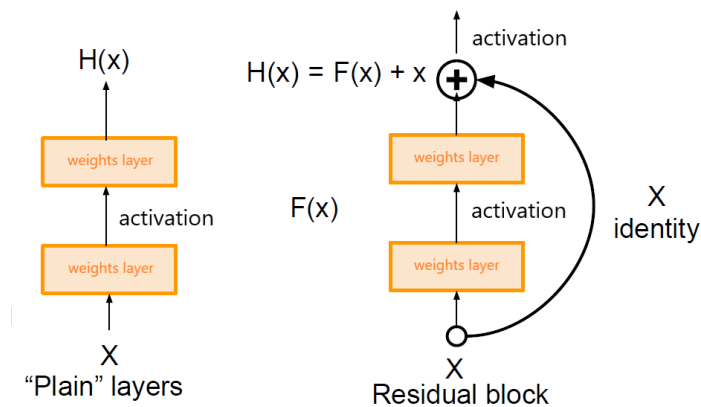 H(x)
weights layer
activation
weights layer
X
“Plain” layers
activation
H(x) = F(x) + x
weights layer
F(x)
activation
weights layer
X
identity
X
Residual block